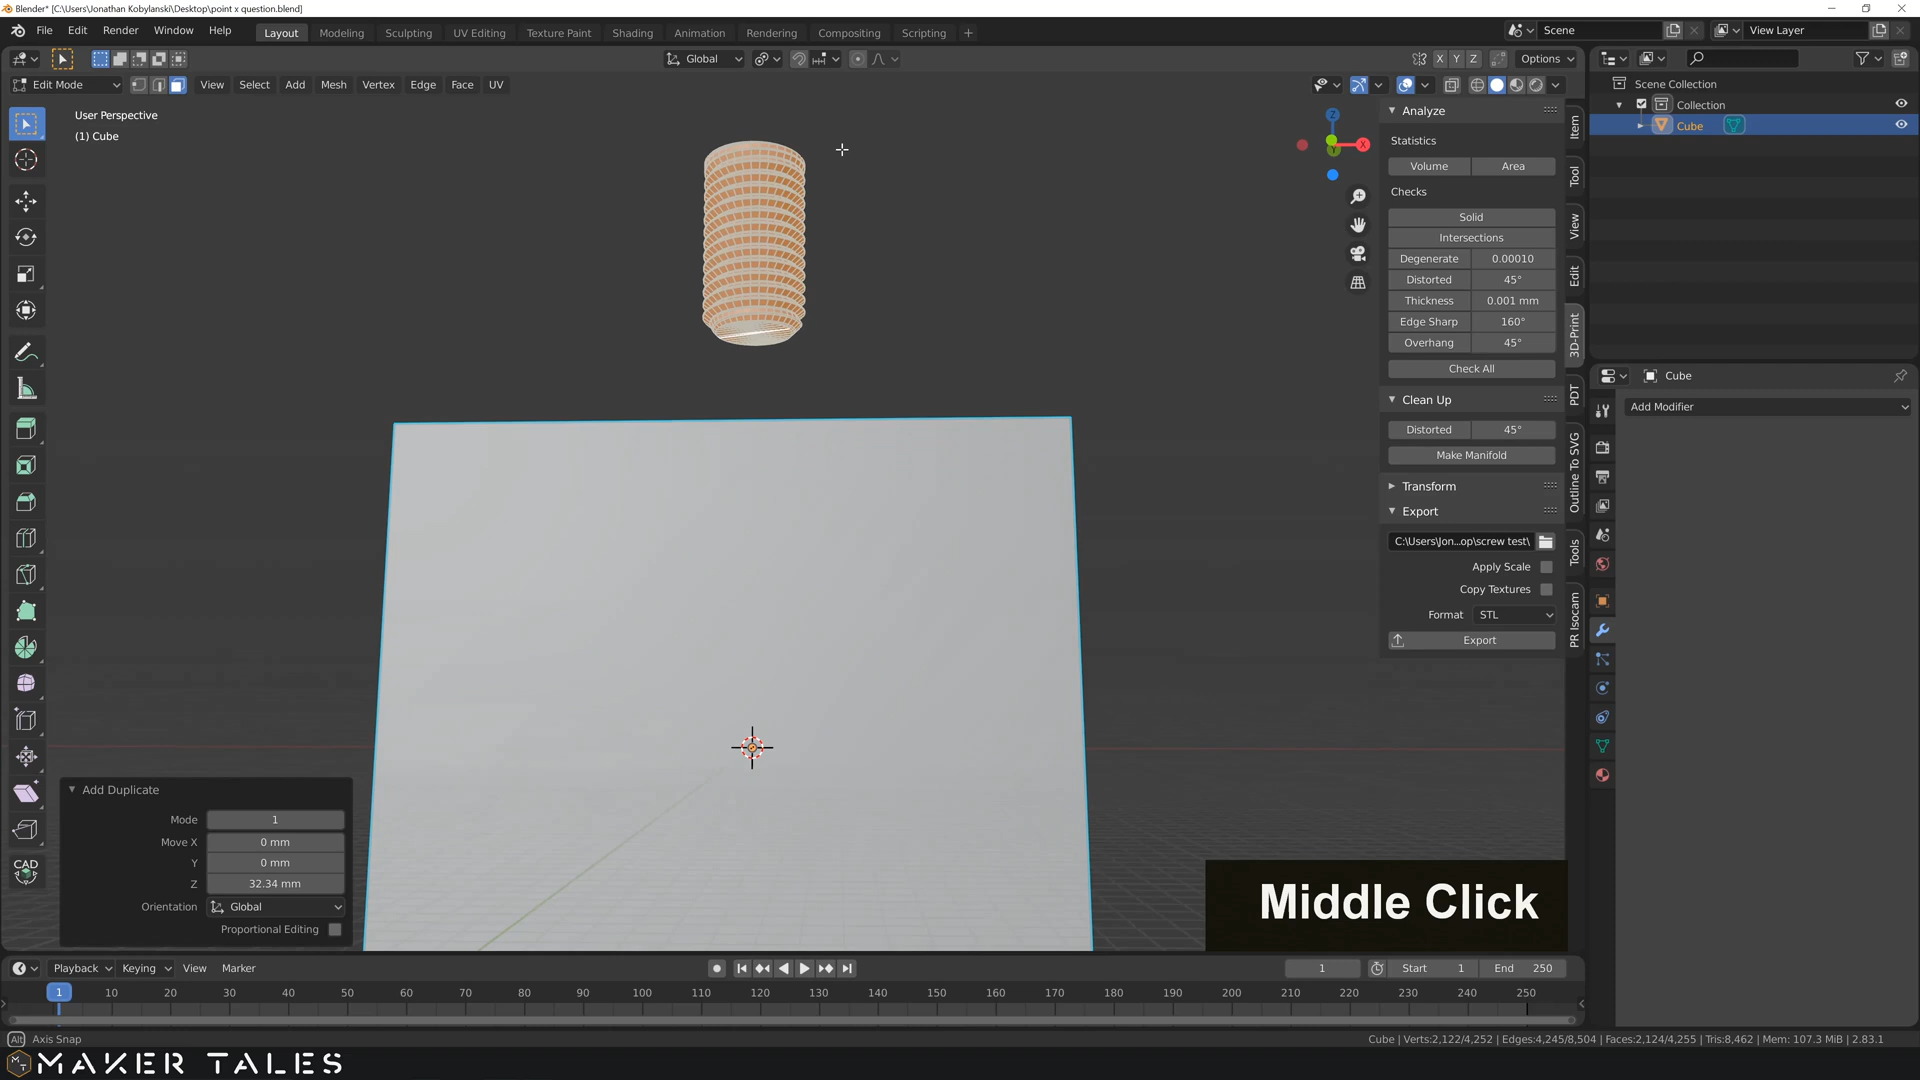 Blender* [C:\Users\Jonathan Kobylanski\Desktop\point x question.blend]
File Edit Render Window Help
Layout Modeling Sculpting UV Editing Texture Paint Shading Animation Rendering Compositing Scripting +
Scene View Layer
Global X Y Z Options
Edit Mode View Select Add Mesh Vertex Edge Face UV
User Perspective
(1) Cube
Z
X
Y
Analyze
Statistics
Volume Area
Checks
Solid
Intersections
Degenerate 0.00010
Distorted 45°
Thickness 0.001 mm
Edge Sharp 160°
Overhang 45°
Check All
Clean Up
Distorted 45°
Make Manifold
Transform
Export
C:\Users\Jon...op\screw test\
Apply Scale
Copy Textures
Format STL
Export
Item
Tool
View
Edit
3D-Print
PDT
Outline To SVG
Tools
PR Isocam
Scene Collection
Collection
Cube
Cube
Add Modifier
CAD
Add Duplicate
Mode 1
Move X 0 mm
Y 0 mm
Z 32.34 mm
Orientation Global
Proportional Editing
Middle Click
Playback Keying View Marker
1 Start 1 End 250
1 10 20 30 40 50 60 70 80 90 100 110 120 130 140 150 160 170 180 190 200 210 220 230 240 250
Alt Axis Snap
Cube | Verts:2,122/4,252 | Edges:4,245/8,504 | Faces:2,124/4,255 | Tris:8,462 | Mem: 107.3 MiB | 2.83.1
MT MAKER TALES